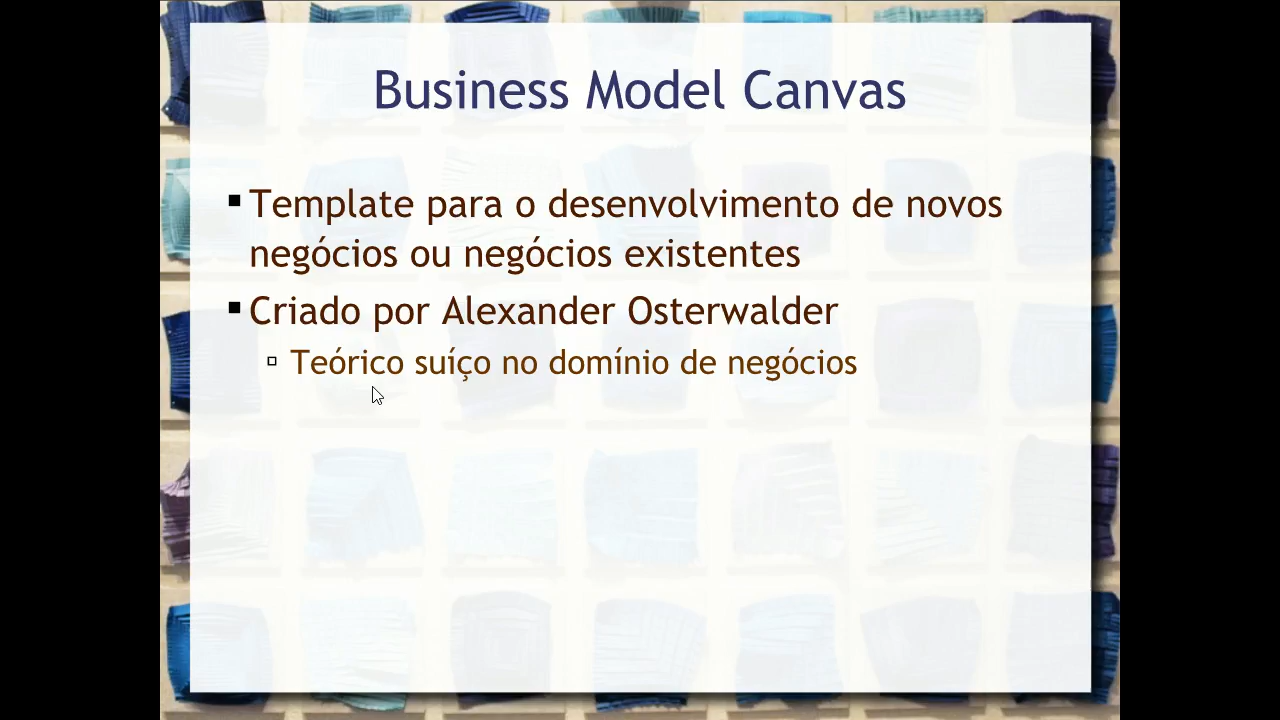 Business Model Canvas
Template para o desenvolvimento de novos
negócios ou negócios existentes
Criado por Alexander Osterwalder
Teórico suíço no domínio de negócios